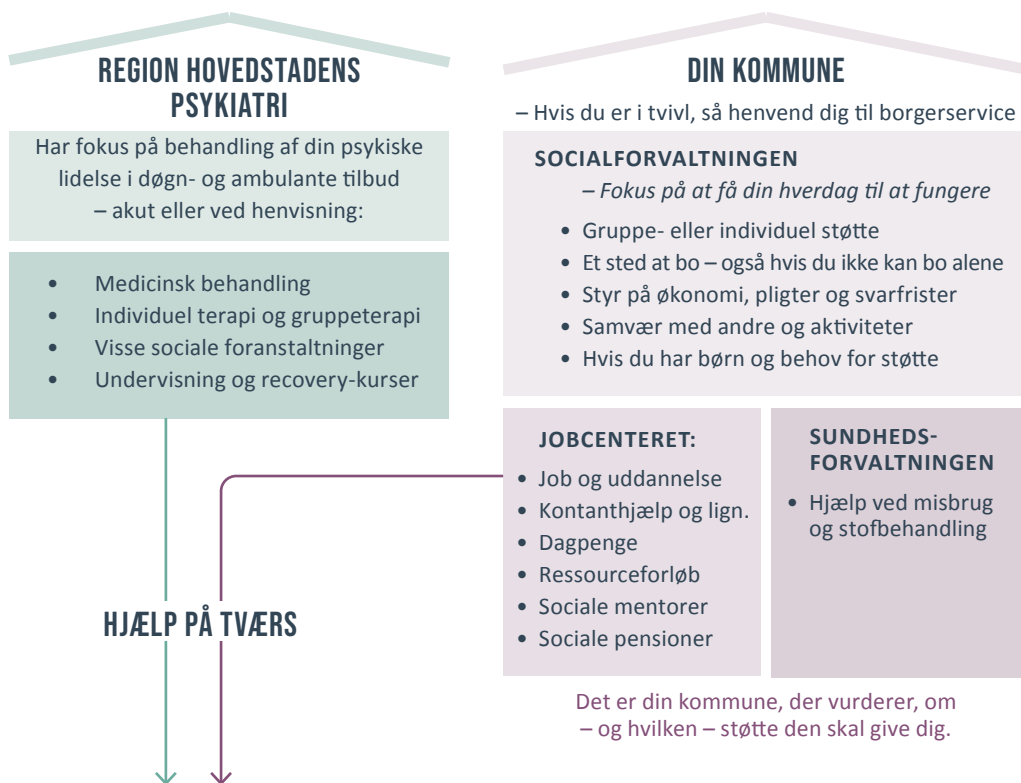 REGION HOVEDSTADENS
PSYKIATRI
Har fokus på behandling af din psykiske
lidelse i døgn- og ambulante tilbud
– akut eller ved henvisning:
• Medicinsk behandling
• Individuel terapi og gruppeterapi
• Visse sociale foranstaltninger
• Undervisning og recovery-kurser
HJÆLP PÅ TVÆRS
DIN KOMMUNE
– Hvis du er i tvivl, så henvend dig til borgerservice
SOCIALFORVALTNINGEN
– Fokus på at få din hverdag til at fungere
• Gruppe- eller individuel støtte
• Et sted at bo – også hvis du ikke kan bo alene
• Styr på økonomi, pligter og svarfrister
• Samvær med andre og aktiviteter
• Hvis du har børn og behov for støtte
JOBCENTERET:
• Job og uddannelse
• Kontanthjælp og lign.
• Dagpenge
• Ressourceforløb
• Sociale mentorer
• Sociale pensioner
SUNDHEDS-
FORVALTNINGEN
• Hjælp ved misbrug
og stofbehandling
Det er din kommune, der vurderer, om
– og hvilken – støtte den skal give dig.